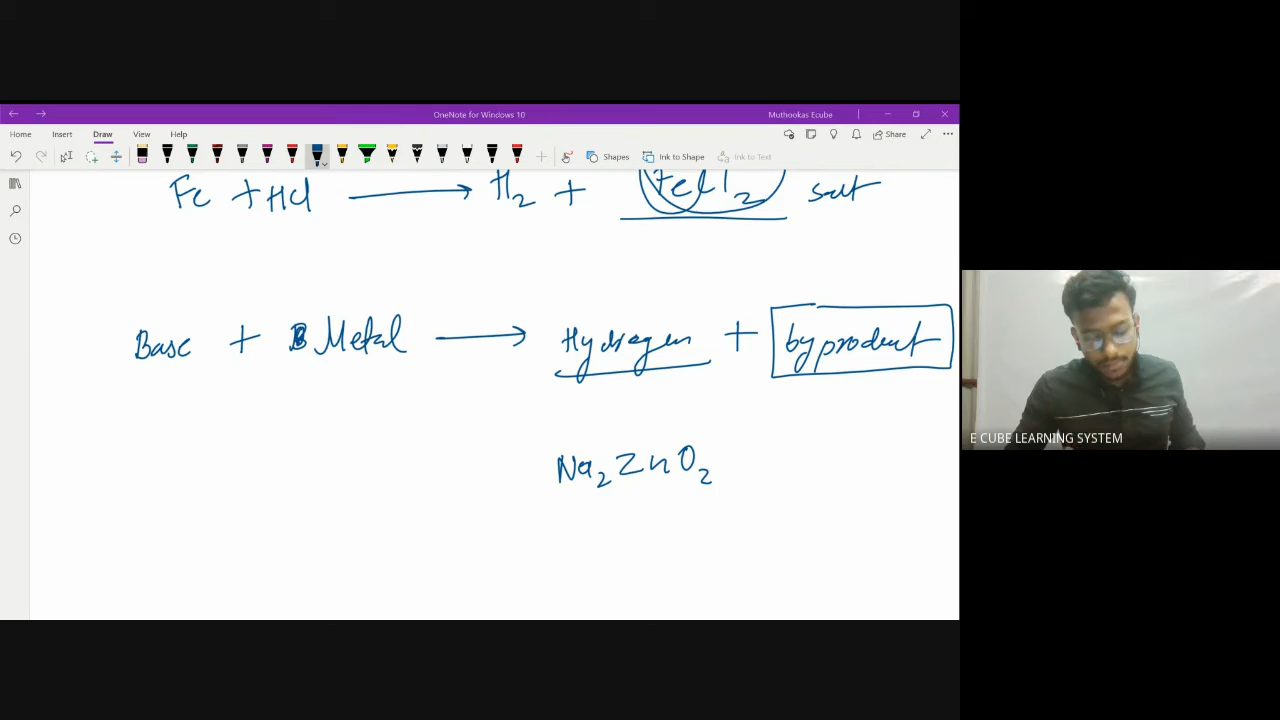 OneNote for Windows 10
Muthookas Ecube
Home Insert Draw View Help
Share
Shapes Ink to Shape Ink to Text
Fe + HCl ⟶ H₂ + FeCl₂ salt
Base + Metal ⟶ Hydrogen + byproduct
Na₂ZnO₂
E CUBE LEARNING SYSTEM